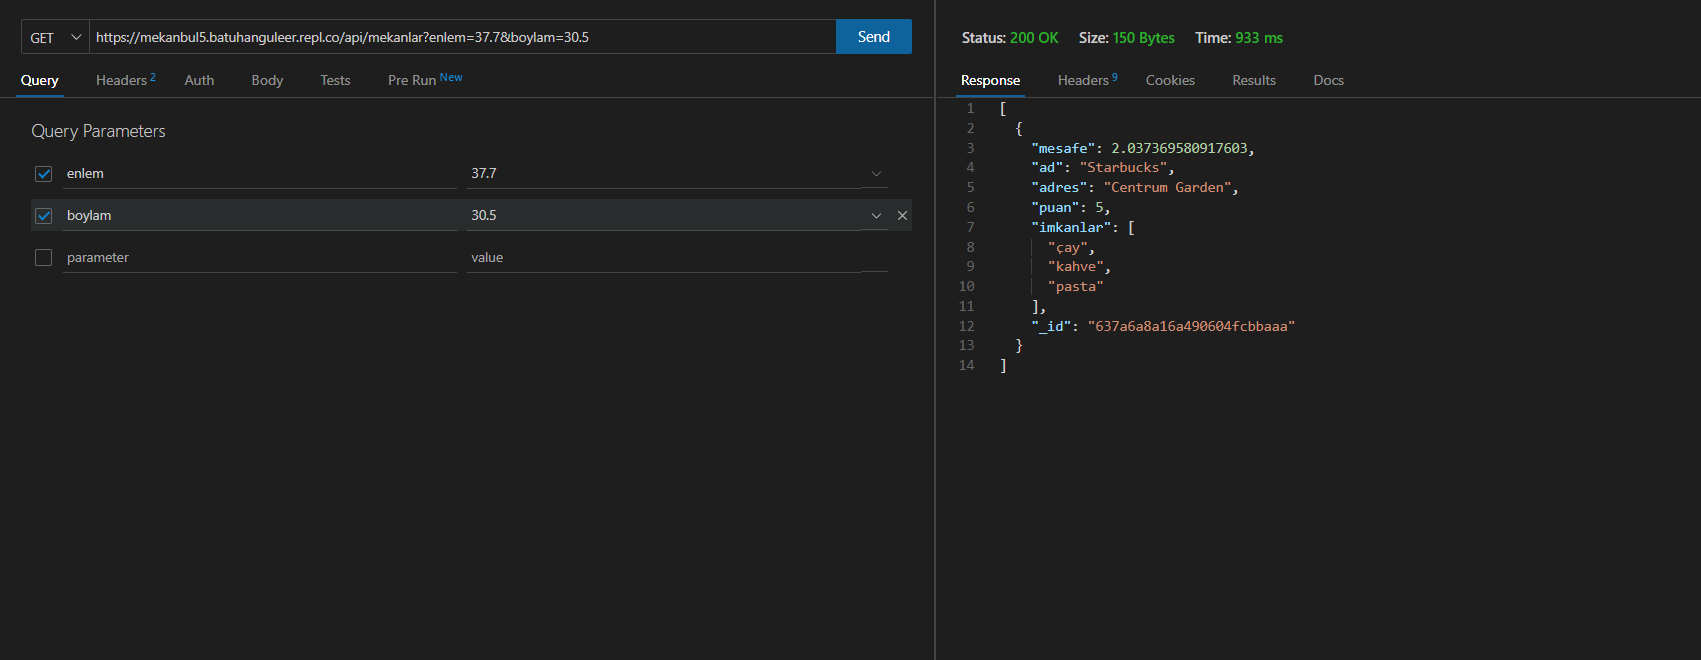 GET https://mekanbul5.batuhanguleer.repl.co/api/mekanlar?enlem=37.7&boylam=30.5 Send
Query Headers 2 Auth Body Tests Pre Run New
Query Parameters
enlem 37.7
boylam 30.5
parameter value
Status: 200 OK Size: 150 Bytes Time: 933 ms
Response Headers 9 Cookies Results Docs
1 [
2 {
3 "mesafe": 2.037369580917603,
4 "ad": "Starbucks",
5 "adres": "Centrum Garden",
6 "puan": 5,
7 "imkanlar": [
8 "çay",
9 "kahve",
10 "pasta"
11 ],
12 "_id": "637a6a8a16a490604fcbbaaa"
13 }
14 ]